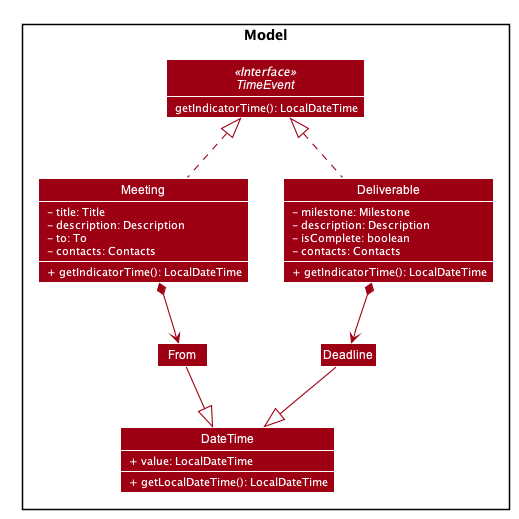 Model
«Interface»
TimeEvent
getIndicatorTime(): LocalDateTime
Meeting
– title: Title
– description: Description
– to: To
– contacts: Contacts
+ getIndicatorTime(): LocalDateTime
Deliverable
– milestone: Milestone
– description: Description
– isComplete: boolean
– contacts: Contacts
+ getIndicatorTime(): LocalDateTime
From
Deadline
DateTime
+ value: LocalDateTime
+ getLocalDateTime(): LocalDateTime